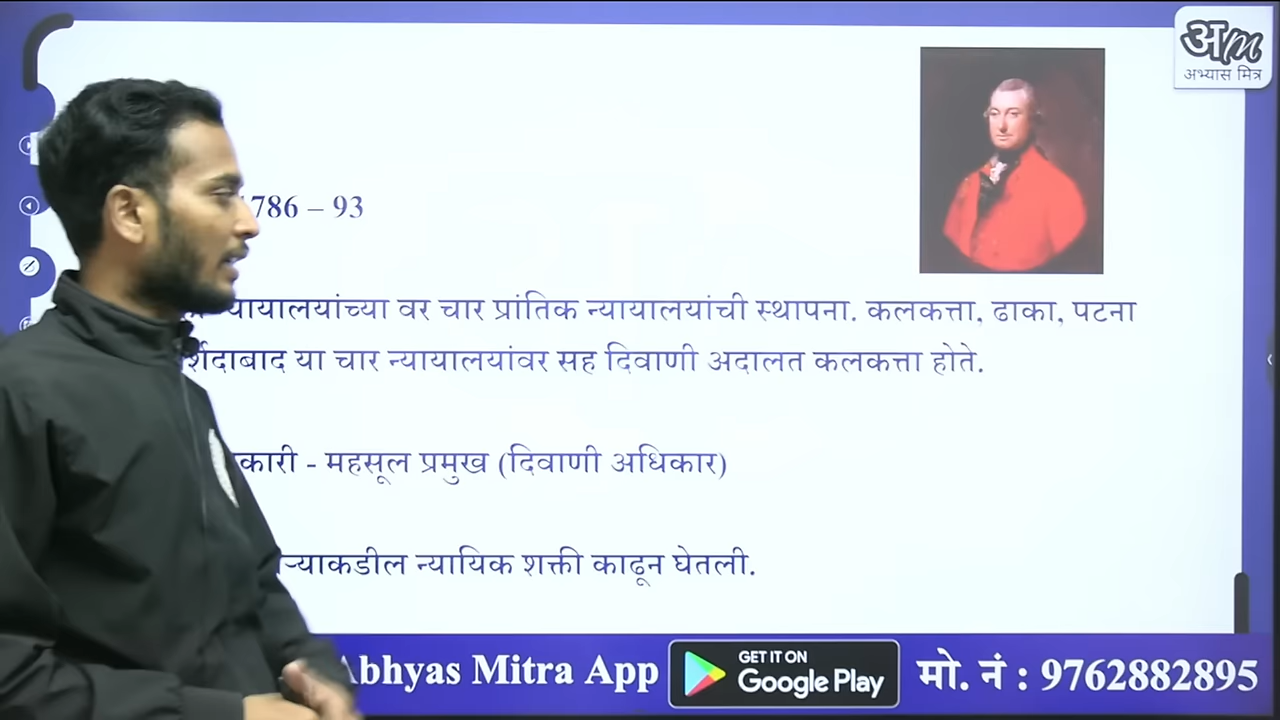 अm
अभ्यास मित्र
786 – 93
न्यायालयांच्या वर चार प्रांतिक न्यायालयांची स्थापना. कलकत्ता, ढाका, पटना
या चार न्यायालयांवर सह दिवाणी अदालत कलकत्ता होते.
- महसूल प्रमुख (दिवाणी अधिकार)
न्यायिक शक्ती काढून घेतली.
Abhyas Mitra App
GET IT ON
Google Play
मो. नं : 9762882895